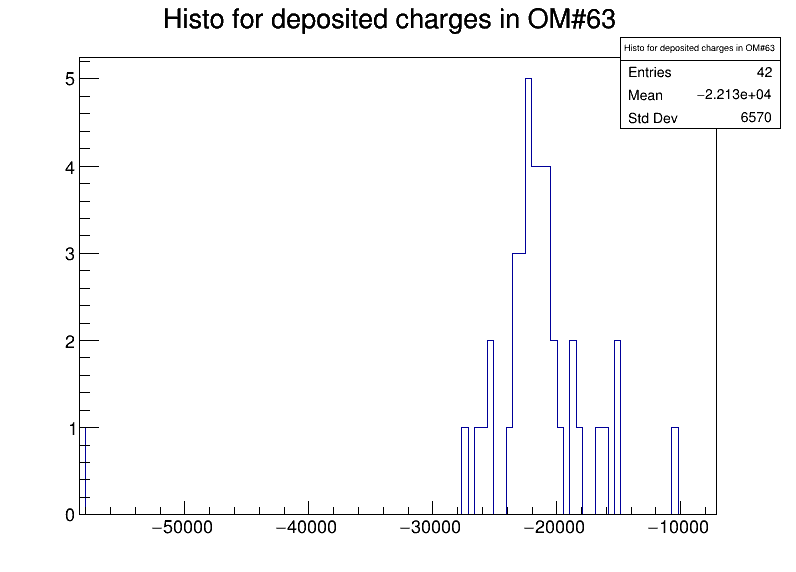 Histo for deposited charges in OM#63
Histo for deposited charges in OM#63
Entries 42
Mean −2.213e+04
Std Dev 6570
5
4
3
2
1
0
−50000 −40000 −30000 −20000 −10000